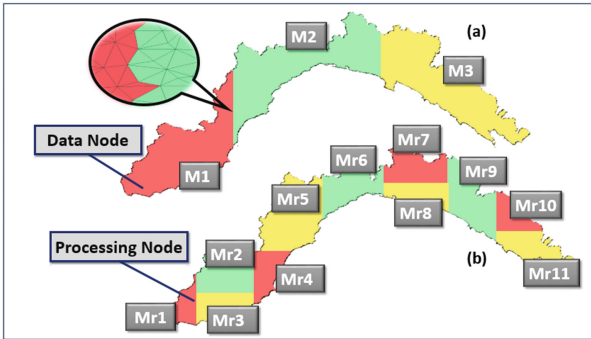 (a)
M2
M3
Data Node
M1
Mr7
Mr6
Mr9
Mr5
Mr8
Mr10
Processing Node
Mr2
(b)
Mr4
Mr11
Mr1
Mr3